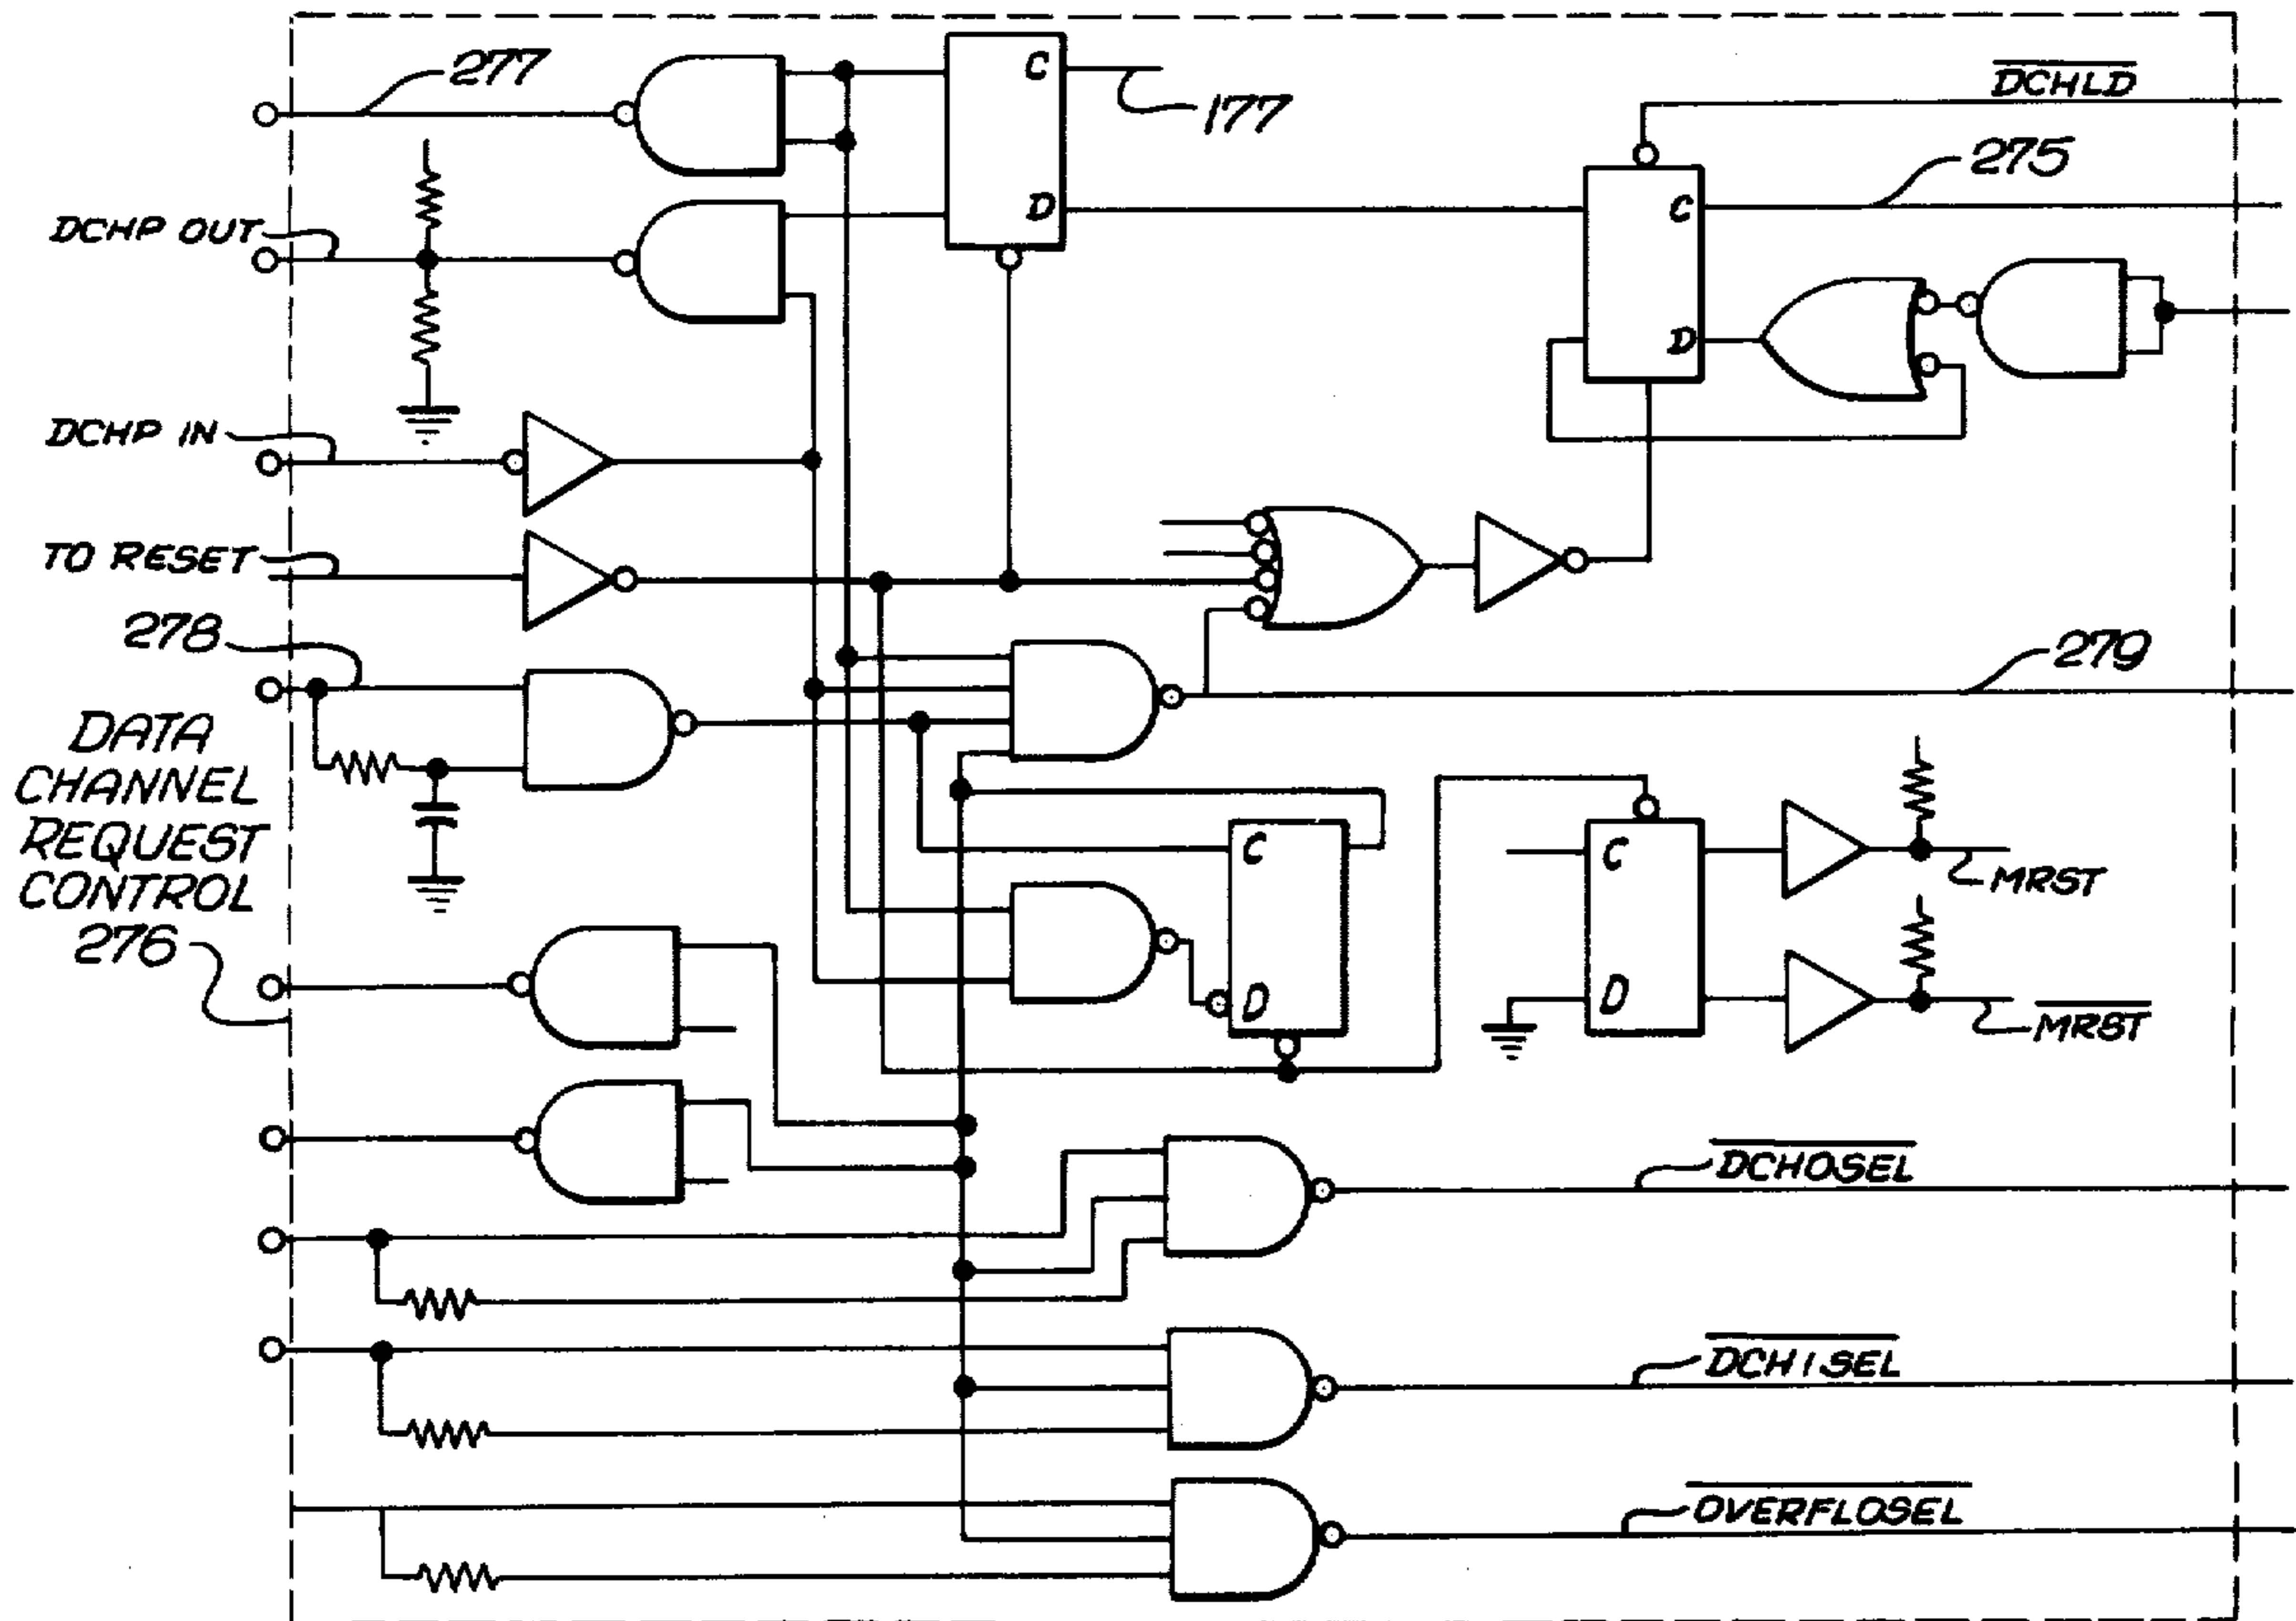 277
C
177
D
DCHLD
275
C
D
DCHP OUT
DCHP IN
TO RESET
278
279
DATA
CHANNEL
REQUEST
CONTROL
276
C
D
C
D
MRST
MRST
DCHOSEL
DCHISEL
OVERFLOSEL